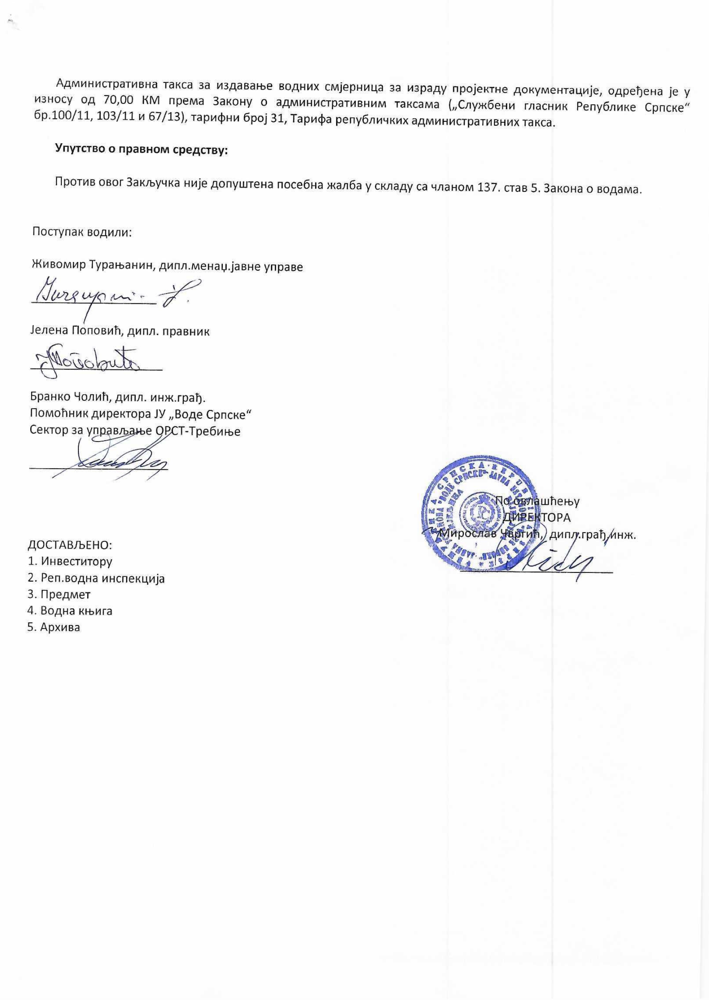 Административна такса за издавање водних смјерница за израду пројектне документације, одређена је у
износу од 70,00 КМ према Закону о административним таксама („Службени гласник Републике Српске“
бр.100/11, 103/11 и 67/13), тарифни број 31, Тарифа републичких административних такса.
Упутство о правном средству:
Против овог Закључка није допуштена посебна жалба у складу са чланом 137. став 5. Закона о водама.
Поступак водили:
Живомир Турањанин, дипл.менаџ.јавне управе
Јелена Поповић, дипл. правник
Бранко Чолић, дипл. инж.грађ.
Помоћник директора ЈУ „Воде Српске“
Сектор за управљање ОРСТ-Требиње
По овлашћењу
ДИРЕКТОРА
Мирослав Чвргић, дипл.грађ.инж.
ДОСТАВЉЕНО:
1. Инвеститору
2. Реп.водна инспекција
3. Предмет
4. Водна књига
5. Архива